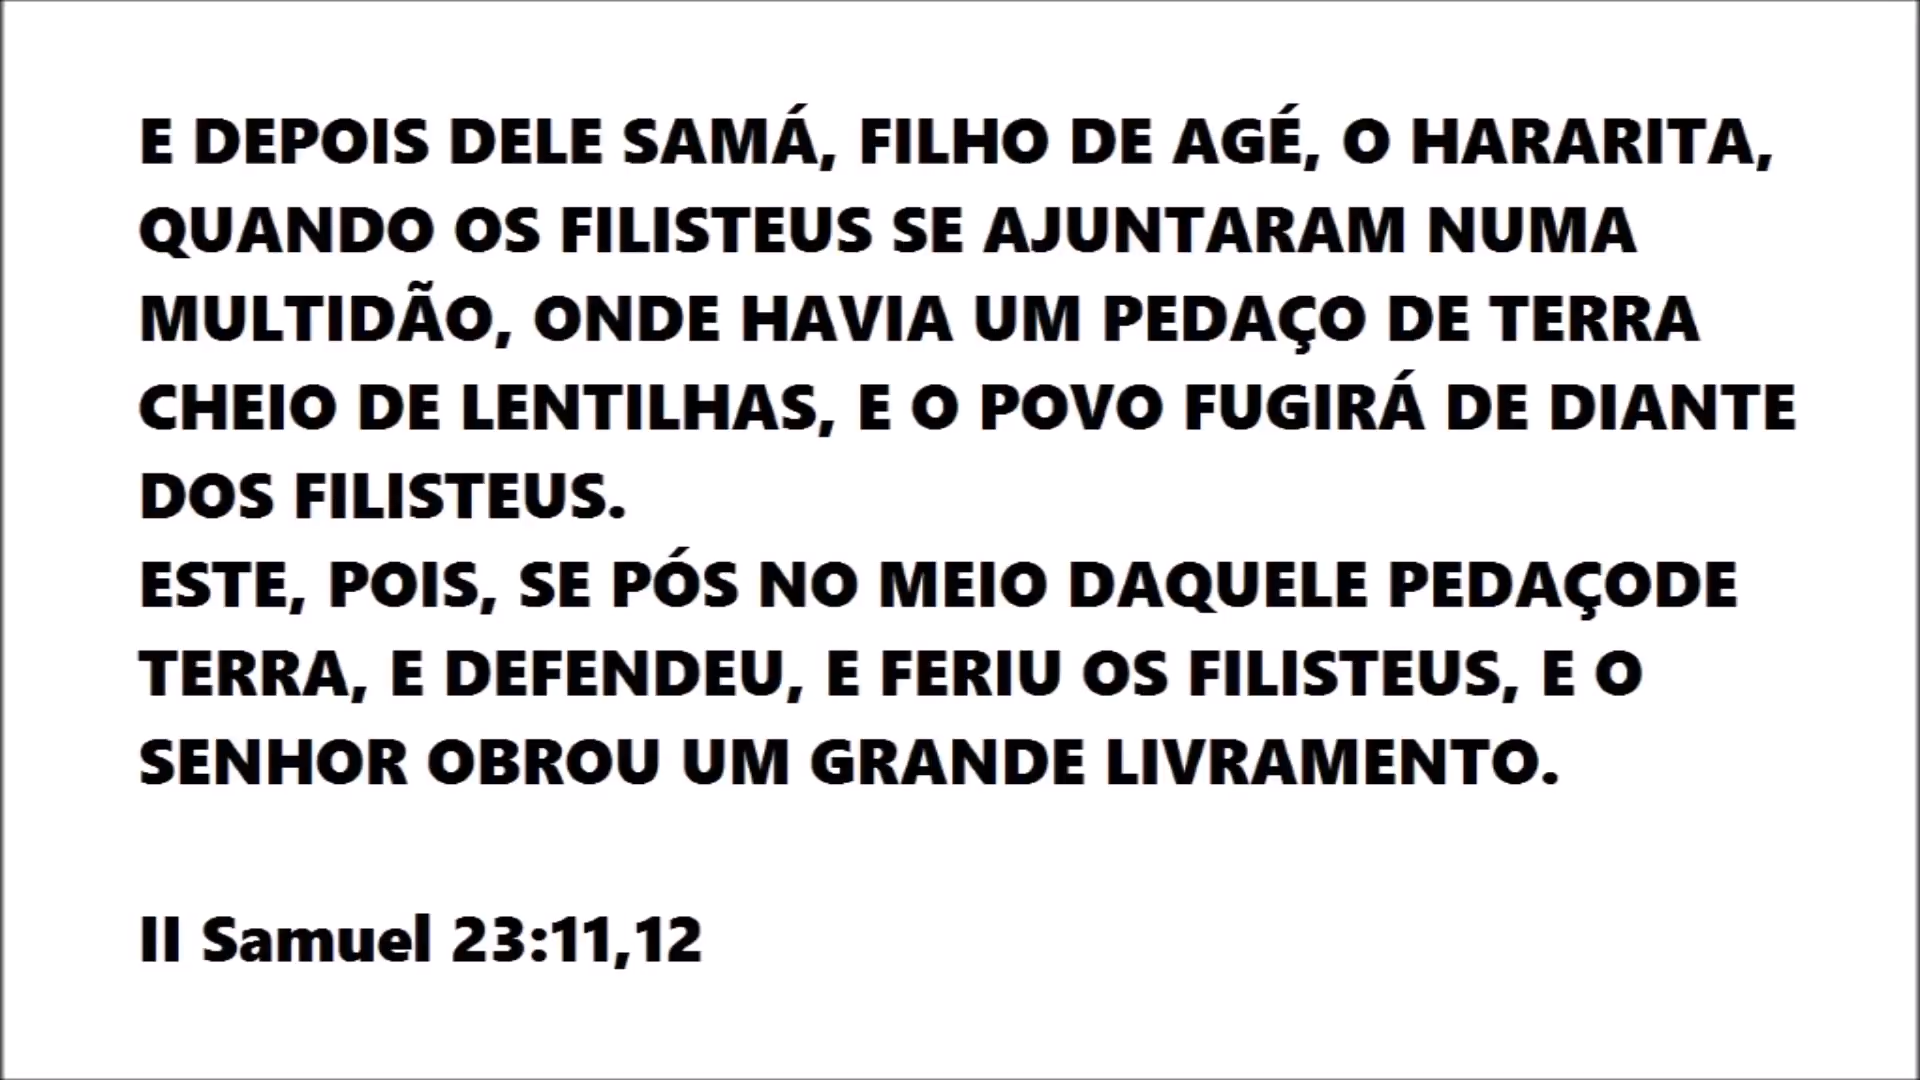 E DEPOIS DELE SAMÁ, FILHO DE AGÉ, O HARARITA,
QUANDO OS FILISTEUS SE AJUNTARAM NUMA
MULTIDÃO, ONDE HAVIA UM PEDAÇO DE TERRA
CHEIO DE LENTILHAS, E O POVO FUGIRÁ DE DIANTE
DOS FILISTEUS.
ESTE, POIS, SE PÓS NO MEIO DAQUELE PEDAÇODE
TERRA, E DEFENDEU, E FERIU OS FILISTEUS, E O
SENHOR OBROU UM GRANDE LIVRAMENTO.
II Samuel 23:11,12